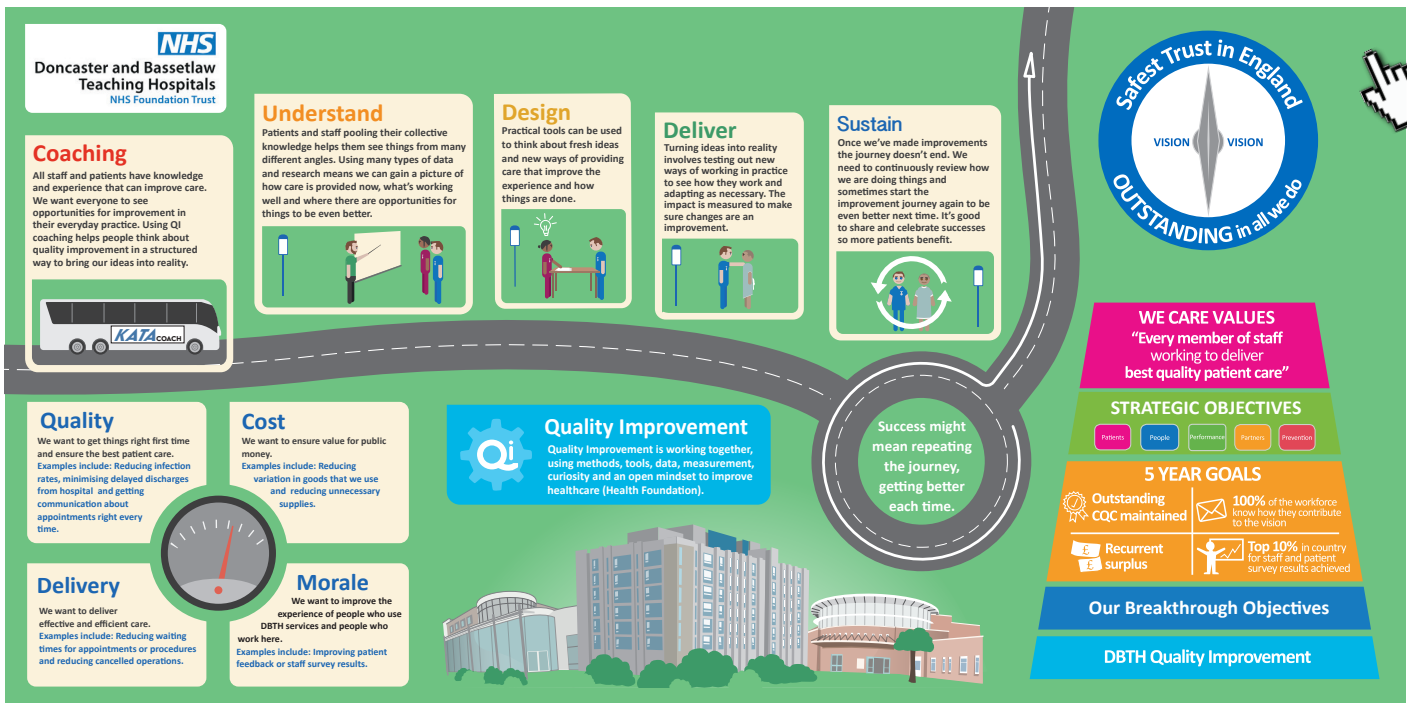 NHS
Doncaster and Bassetlaw
Teaching Hospitals
NHS Foundation Trust
Coaching
All staff and patients have knowledge
and experience that can improve care.
We want everyone to see
opportunities for improvement in
their everyday practice. Using QI
coaching helps people think about
quality improvement in a structured
way to bring our ideas into reality.
KATA COACH
Understand
Patients and staff pooling their collective
knowledge helps them see things from many
different angles. Using many types of data
and research means we can gain a picture of
how care is provided now, what's working
well and where there are opportunities for
things to be even better.
Design
Practical tools can be used
to think about fresh ideas
and new ways of providing
care that improve the
experience and how
things are done.
Deliver
Turning ideas into reality
involves testing out new
ways of working in practice
to see how they work and
adapting as necessary. The
impact is measured to make
sure changes are an
improvement.
Sustain
Once we've made improvements
the journey doesn't end. We
need to continuously review how
we are doing things and
sometimes start the
improvement journey again to be
even better next time. It's good
to share and celebrate successes
so more patients benefit.
Safest Trust in England
VISION VISION
OUTSTANDING in all we do
Quality
We want to get things right first time
and ensure the best patient care.
Examples include: Reducing infection
rates, minimising delayed discharges
from hospital and getting
communication about
appointments right every
time.
Cost
We want to ensure value for public
money.
Examples include: Reducing
variation in goods that we use
and reducing unnecessary
supplies.
Delivery
We want to deliver
effective and efficient care.
Examples include: Reducing waiting
times for appointments or procedures
and reducing cancelled operations.
Morale
We want to improve the
experience of people who use
DBTH services and people who
work here.
Examples include: Improving patient
feedback or staff survey results.
Qi
Quality Improvement
Quality Improvement is working together,
using methods, tools, data, measurement,
curiosity and an open mindset to improve
healthcare (Health Foundation).
Success might
mean repeating
the journey,
getting better
each time.
WE CARE VALUES
"Every member of staff
working to deliver
best quality patient care"
STRATEGIC OBJECTIVES
Patients People Performance Partners Prevention
5 YEAR GOALS
Outstanding
CQC maintained
100% of the workforce
know how they contribute
to the vision
£
£
Recurrent
surplus
Top 10% in country
for staff and patient
survey results achieved
Our Breakthrough Objectives
DBTH Quality Improvement